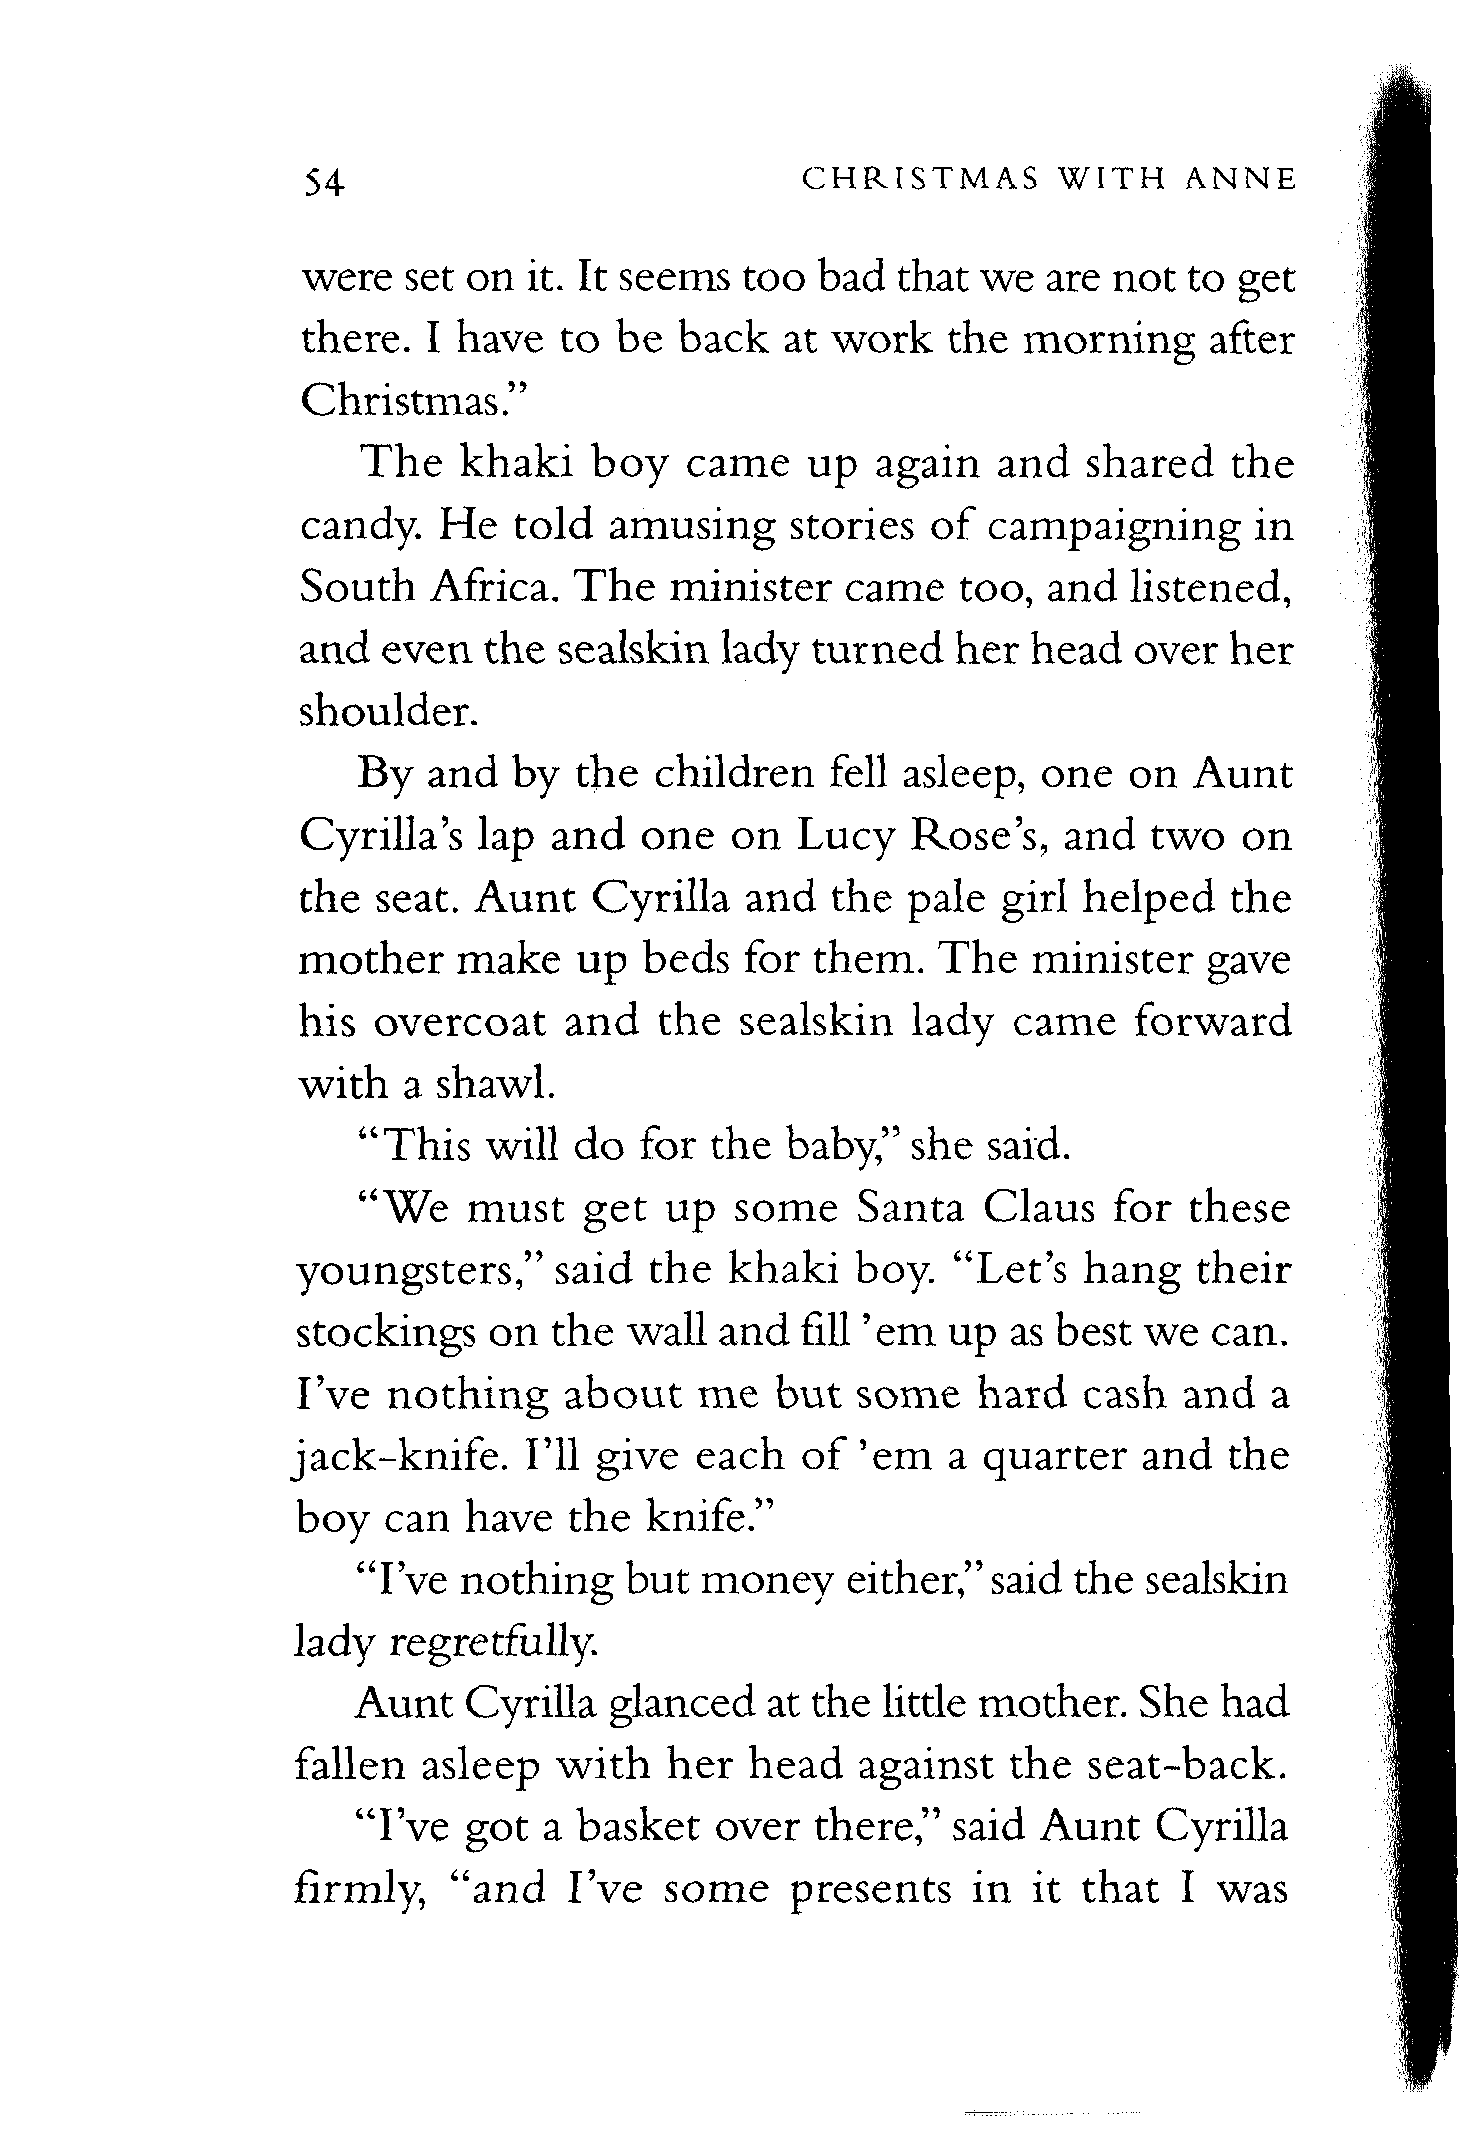 54 CHRISTMAS WITH ANNE
were set on it. It seems too bad that we are not to get
there. I have to be back at work the morning after
Christmas.”
The khaki boy came up again and shared the
candy. He told amusing stories of campaigning in
South Africa. The minister came too, and listened,
and even the sealskin lady turned her head over her
shoulder.
By and by the children fell asleep, one on Aunt
Cyrilla’s lap and one on Lucy Rose’s, and two on
the seat. Aunt Cyrilla and the pale girl helped the
mother make up beds for them. The minister gave
his overcoat and the sealskin lady came forward
with a shawl.
“This will do for the baby,” she said.
“We must get up some Santa Claus for these
youngsters,” said the khaki boy. “Let’s hang their
stockings on the wall and fill ’em up as best we can.
I’ve nothing about me but some hard cash and a
jack-knife. I’ll give each of ’em a quarter and the
boy can have the knife.”
“I’ve nothing but money either,” said the sealskin
lady regretfully.
Aunt Cyrilla glanced at the little mother. She had
fallen asleep with her head against the seat-back.
“I’ve got a basket over there,” said Aunt Cyrilla
firmly, “and I’ve some presents in it that I was